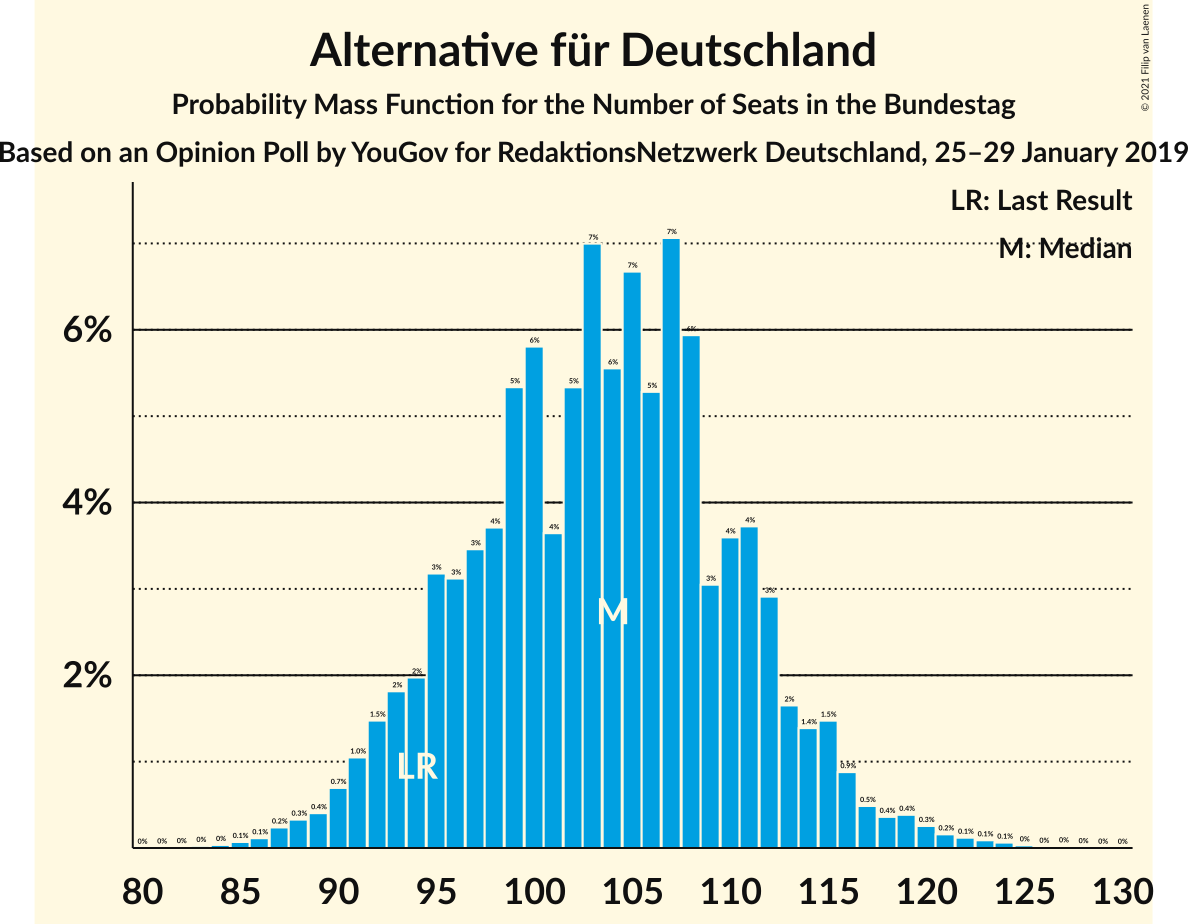 Alternative für Deutschland
Probability Mass Function for the Number of Seats in the Bundestag
Based on an Opinion Poll by YouGov for RedaktionsNetzwerk Deutschland, 25–29 January 2019
© 2021 Filip van Laenen
LR: Last Result
M: Median
6%
4%
2%
0% 0% 0% 0% 0% 0.1% 0.1% 0.2% 0.3% 0.4% 0.7% 1.0% 1.5% 2% 2% 3% 3% 3% 4% 5% 6% 4% 5% 7% 6% 7% 5% 7% 6% 3% 4% 4% 3% 2% 1.4% 1.5% 0.9% 0.5% 0.4% 0.4% 0.3% 0.2% 0.1% 0.1% 0.1% 0% 0% 0% 0% 0% 0%
M
LR
80 85 90 95 100 105 110 115 120 125 130